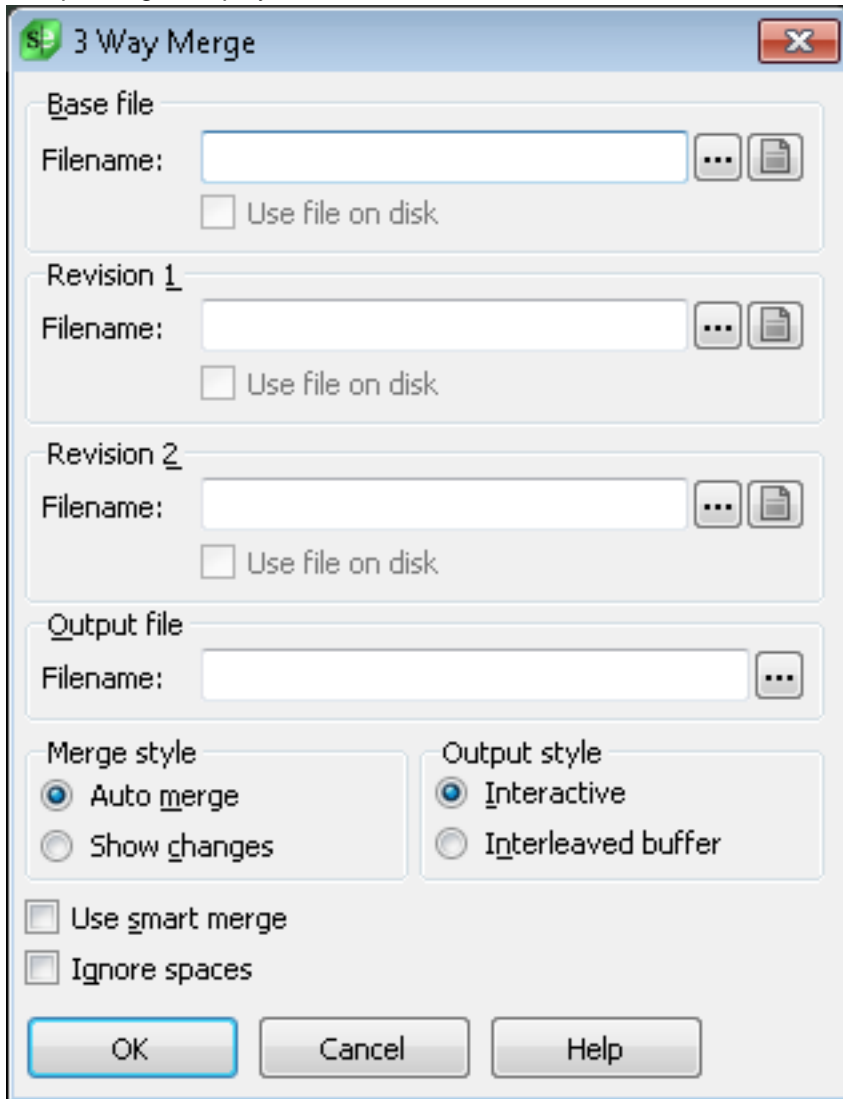 3 Way Merge
Base file
Filename:
...
Use file on disk
Revision 1
Filename:
...
Use file on disk
Revision 2
Filename:
...
Use file on disk
Output file
Filename:
...
Merge style
Output style
Auto merge
Interactive
Show changes
Interleaved buffer
Use smart merge
Ignore spaces
OK
Cancel
Help